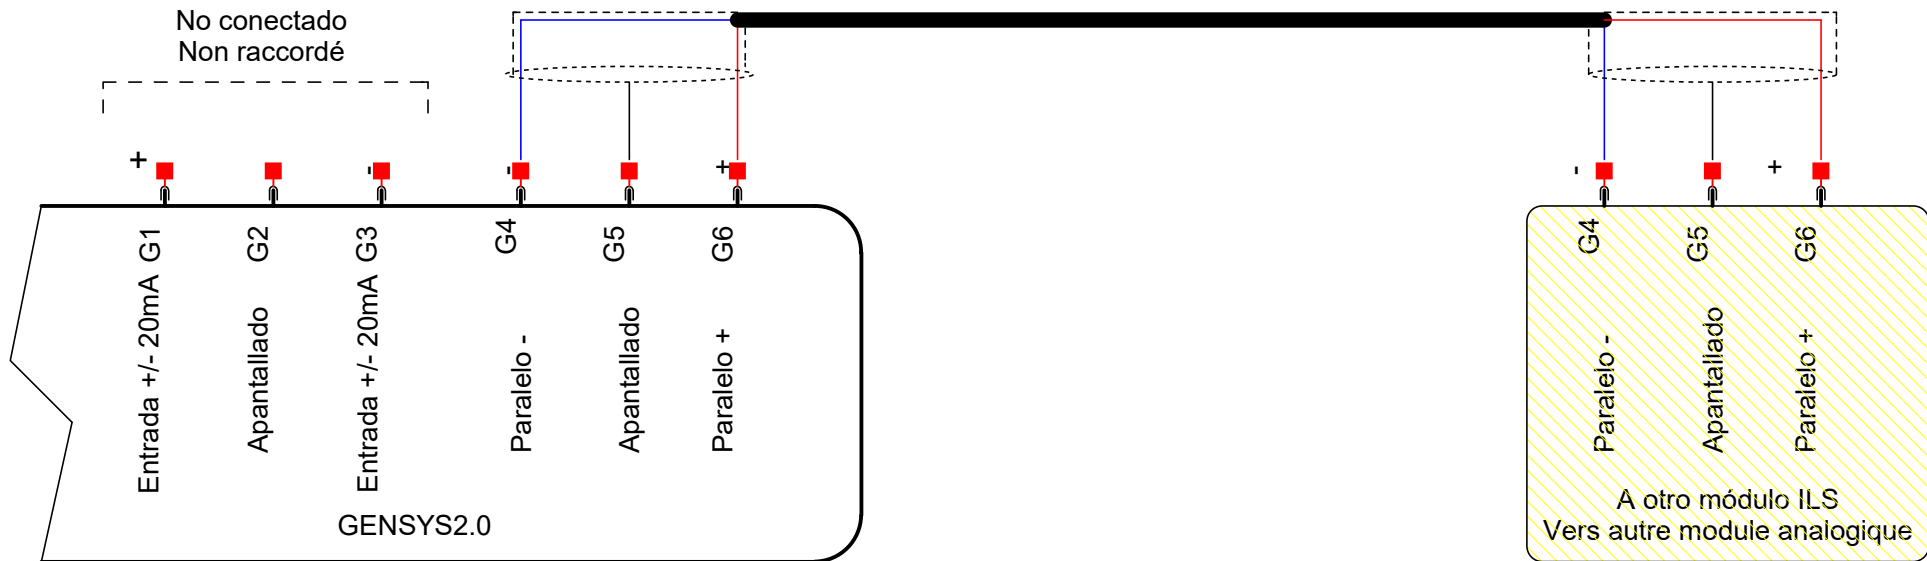 No conectado
Non raccordé
+
-
-
+
-
+
G1
G2
G3
G4
G5
G6
G4
G5
G6
Entrada +/- 20mA
Apantallado
Entrada +/- 20mA
Paralelo -
Apantallado
Paralelo +
Paralelo -
Apantallado
Paralelo +
GENSYS2.0
A otro módulo ILS
Vers autre module analogique